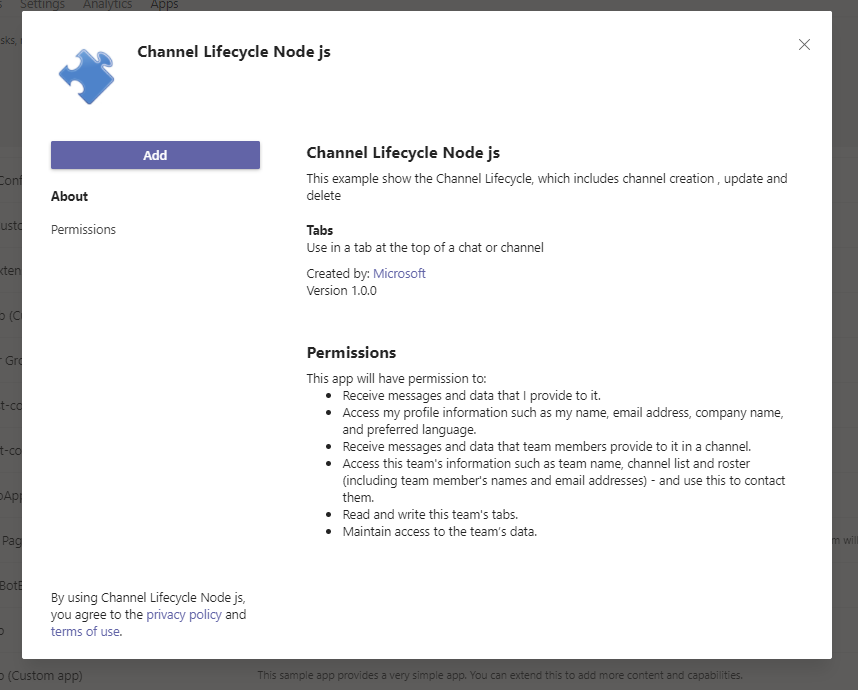 Settings Analytics Apps
Channel Lifecycle Node js
Add
About
Permissions
Channel Lifecycle Node js
This example show the Channel Lifecycle, which includes channel creation , update and
delete
Tabs
Use in a tab at the top of a chat or channel
Created by: Microsoft
Version 1.0.0
Permissions
This app will have permission to:
Receive messages and data that I provide to it.
Access my profile information such as my name, email address, company name,
and preferred language.
Receive messages and data that team members provide to it in a channel.
Access this team's information such as team name, channel list and roster
(including team member's names and email addresses) - and use this to contact
them.
Read and write this team's tabs.
Maintain access to the team's data.
By using Channel Lifecycle Node js,
you agree to the privacy policy and
terms of use.
(Custom app)
This sample app provides a very simple app. You can extend this to add more content and capabilities.